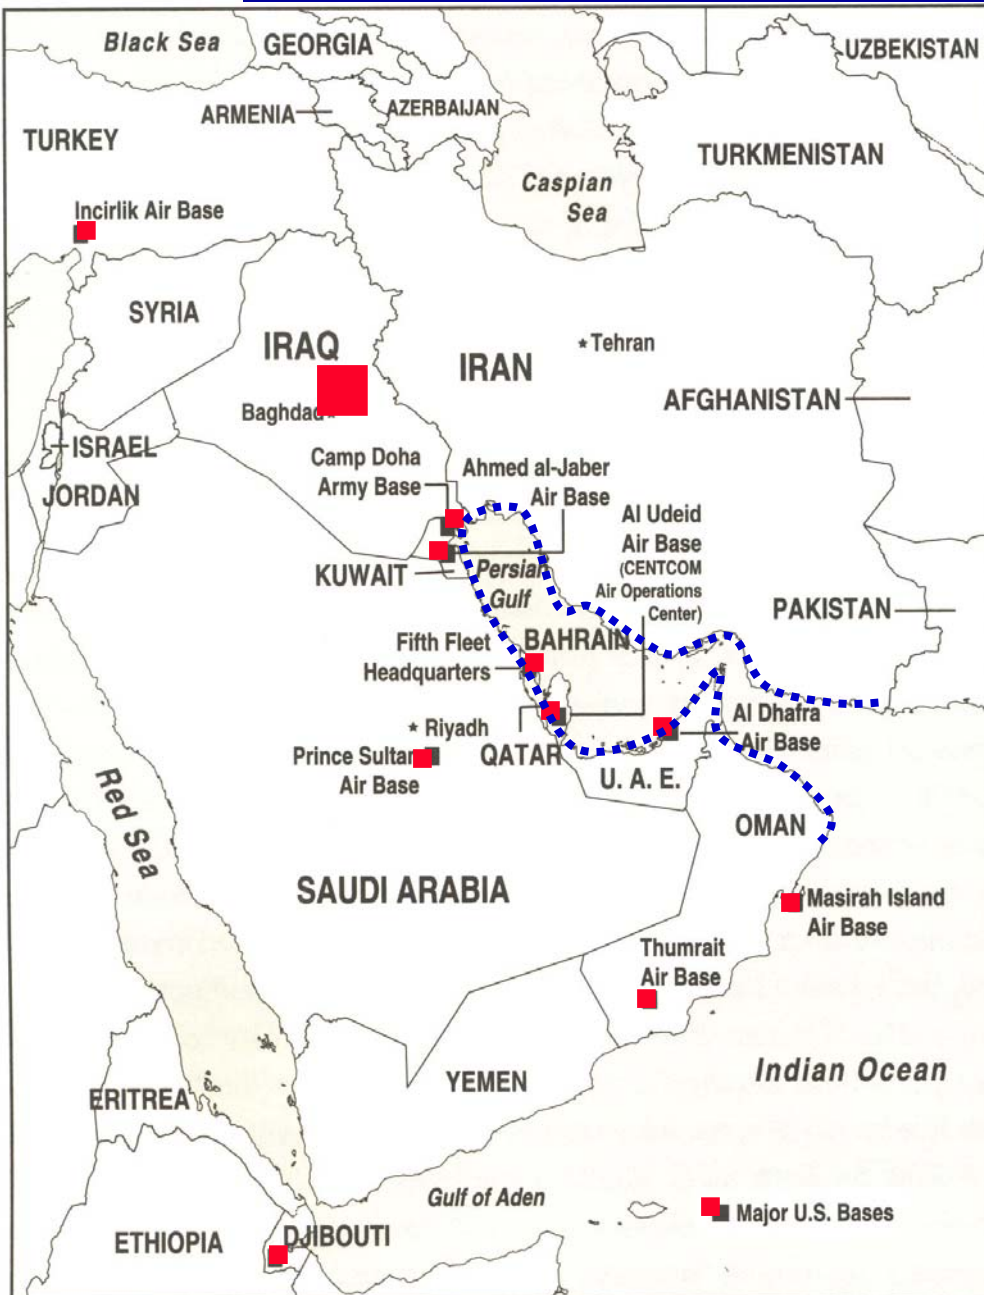 Black Sea
GEORGIA
UZBEKISTAN
ARMENIA
AZERBAIJAN
TURKEY
TURKMENISTAN
Caspian
Sea
Incirlik Air Base
SYRIA
IRAQ
Tehran
IRAN
AFGHANISTAN
Baghdad
ISRAEL
JORDAN
Camp Doha
Army Base
Ahmed al-Jaber
Air Base
Al Udeid
Air Base
(CENTCOM
Air Operations
Center)
KUWAIT
Persian
Gulf
PAKISTAN
Fifth Fleet
Headquarters
BAHRAIN
Riyadh
Prince Sultan
Air Base
QATAR
Al Dhafra
Air Base
U. A. E.
Red Sea
OMAN
SAUDI ARABIA
Masirah Island
Air Base
Thumrait
Air Base
Indian Ocean
YEMEN
ERITREA
Gulf of Aden
Major U.S. Bases
ETHIOPIA
DJIBOUTI